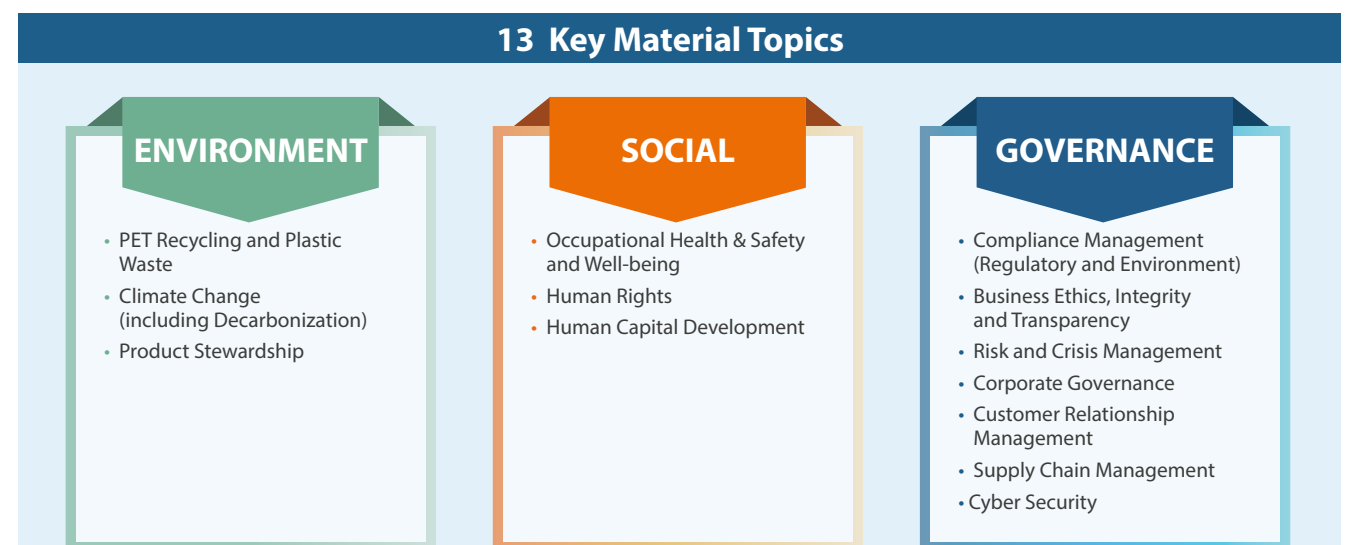 13 Key Material Topics
ENVIRONMENT
• PET Recycling and Plastic
Waste
• Climate Change
(including Decarbonization)
• Product Stewardship
SOCIAL
• Occupational Health & Safety
and Well-being
• Human Rights
• Human Capital Development
GOVERNANCE
• Compliance Management
(Regulatory and Environment)
• Business Ethics, Integrity
and Transparency
• Risk and Crisis Management
• Corporate Governance
• Customer Relationship
Management
• Supply Chain Management
• Cyber Security